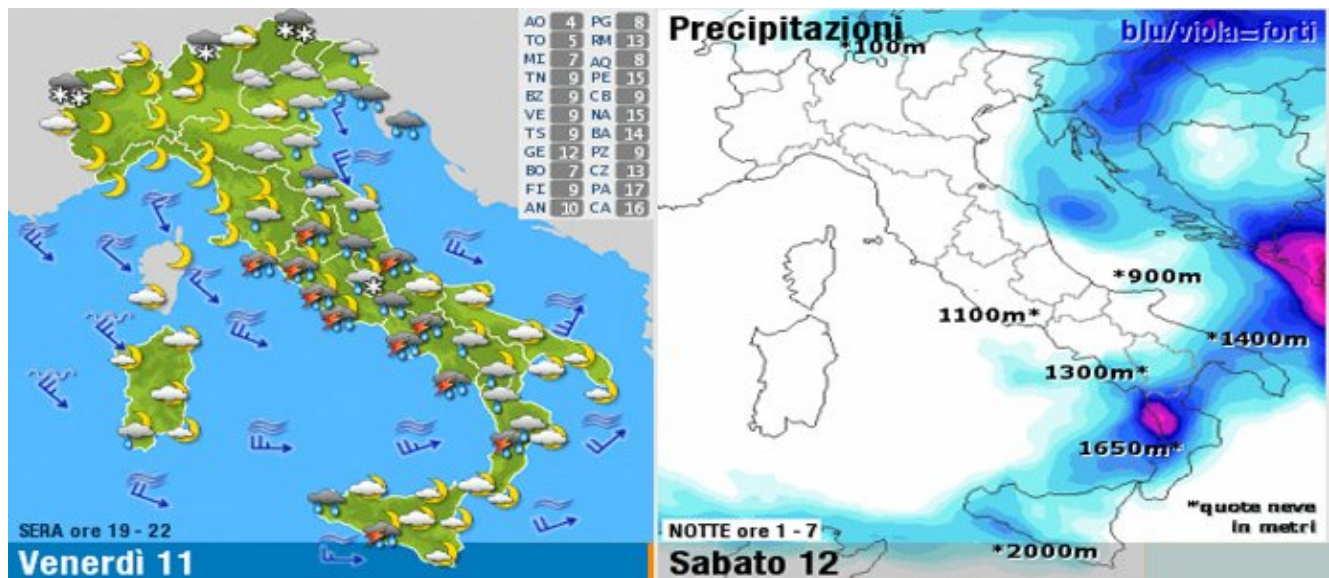 AO 4 PG 8
TO 5 RM 13
MI 7 AQ 8
TN 9 PE 15
BZ 9 CB 9
VE 9 NA 15
TS 9 BA 14
GE 12 PZ 9
BO 7 CZ 13
FI 9 PA 17
AN 10 CA 16
SERA ore 19 - 22
Venerdì 11
Precipitazioni
blu/viola=forti
*100m
*900m
1100m*
*1400m
1300m*
1650m*
*quote neve
in metri
NOTTE ore 1 - 7
*2000m
Sabato 12